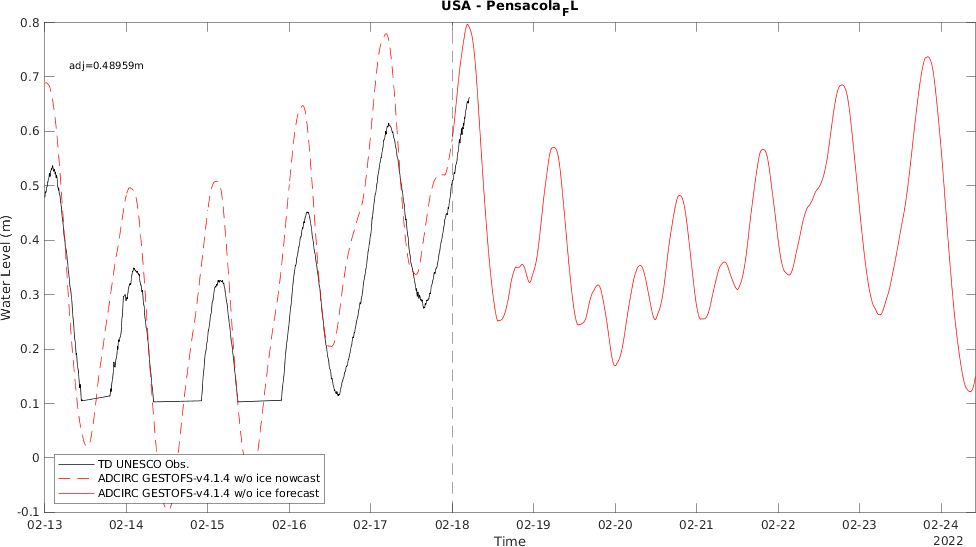 USA - Pensacola_FL
adj=0.48959m
0.8
0.7
0.6
0.5
0.4
0.3
0.2
0.1
0
-0.1
Water Level (m)
TD UNESCO Obs.
ADCIRC GESTOFS-v4.1.4 w/o ice nowcast
ADCIRC GESTOFS-v4.1.4 w/o ice forecast
02-13 02-14 02-15 02-16 02-17 02-18 02-19 02-20 02-21 02-22 02-23 02-24
Time
2022